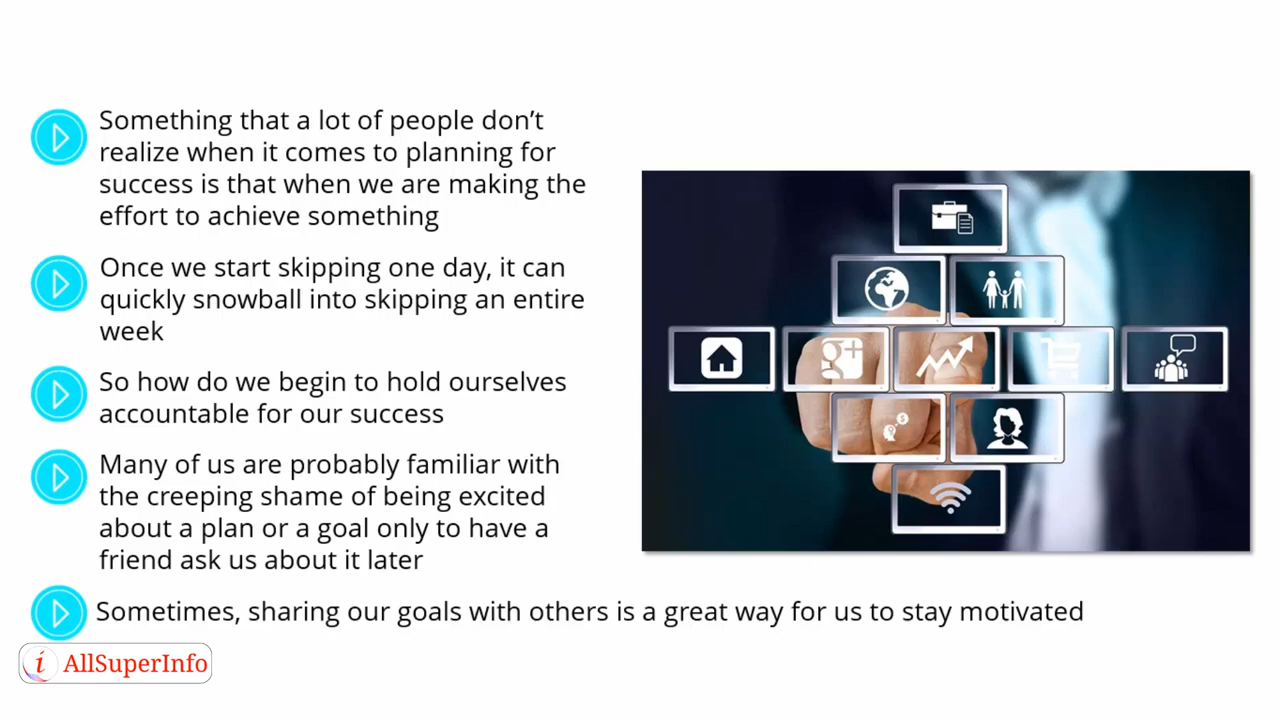 Something that a lot of people don’t
realize when it comes to planning for
success is that when we are making the
effort to achieve something
Once we start skipping one day, it can
quickly snowball into skipping an entire
week
So how do we begin to hold ourselves
accountable for our success
Many of us are probably familiar with
the creeping shame of being excited
about a plan or a goal only to have a
friend ask us about it later
Sometimes, sharing our goals with others is a great way for us to stay motivated
i AllSuperInfo